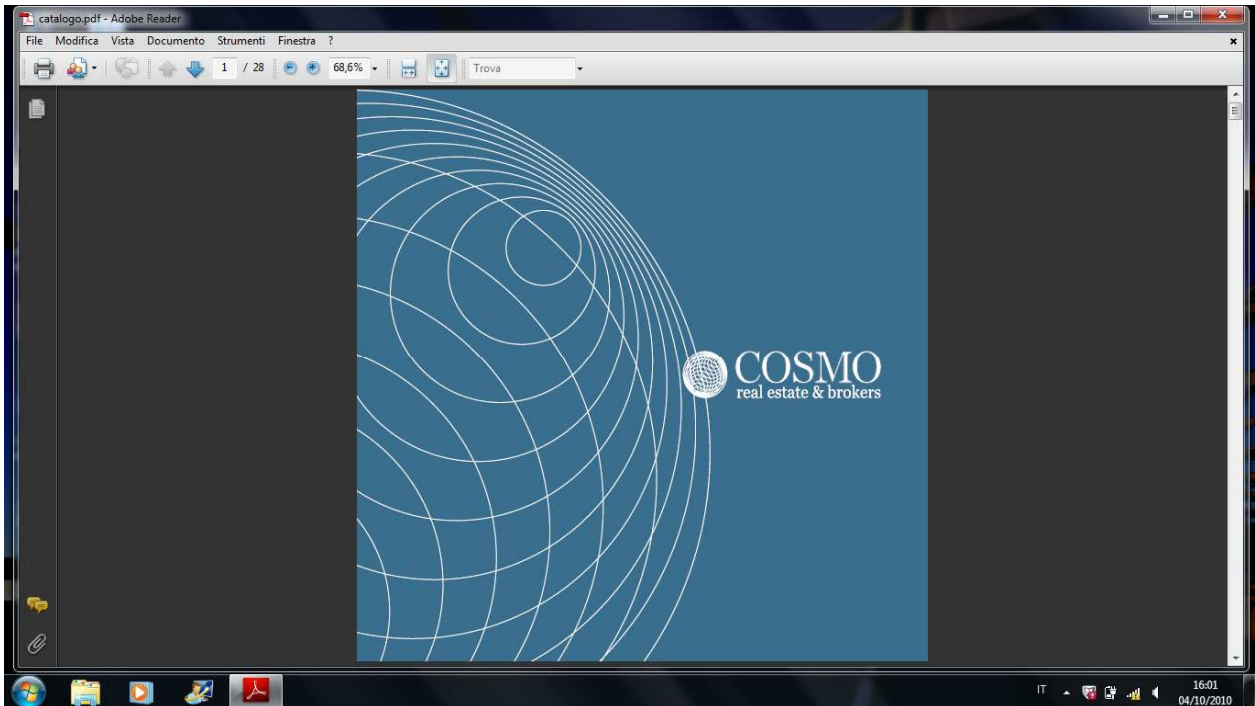 catalogo.pdf - Adobe Reader
File Modifica Vista Documento Strumenti Finestra ?
1 / 28 68,6% Trova
COSMO
real estate & brokers
IT
16:01
04/10/2010